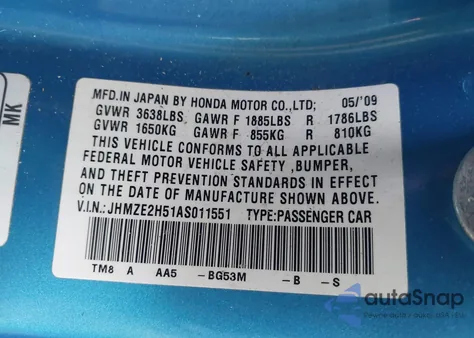 MFD.IN JAPAN BY HONDA MOTOR CO.,LTD; 05/'09
GVWR 3638LBS GAWR F 1885LBS R 1786LBS
GVWR 1650KG GAWR F 855KG R 810KG
THIS VEHICLE CONFORMS TO ALL APPLICABLE
FEDERAL MOTOR VEHICLE SAFETY ,BUMPER,
AND THEFT PREVENTION STANDARDS IN EFFECT
ON THE DATE OF MANUFACTURE SHOWN ABOVE.
V.I.N.: JHMZE2H51AS011551 TYPE:PASSENGER CAR
TM8 A AA5 -BG53M -B -S
MK
autoSnap